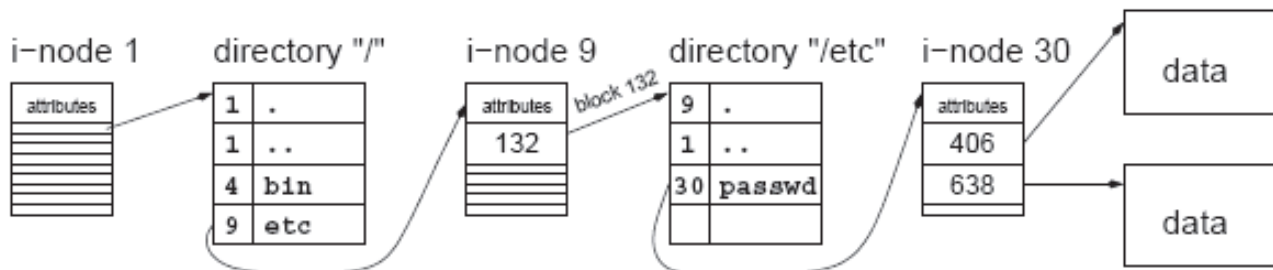 i-node 1
directory "/"
i-node 9
directory "/etc"
i-node 30
attributes
1 .
1 ..
4 bin
9 etc
attributes
132
block 132
9 .
1 ..
30 passwd
attributes
406
638
data
data